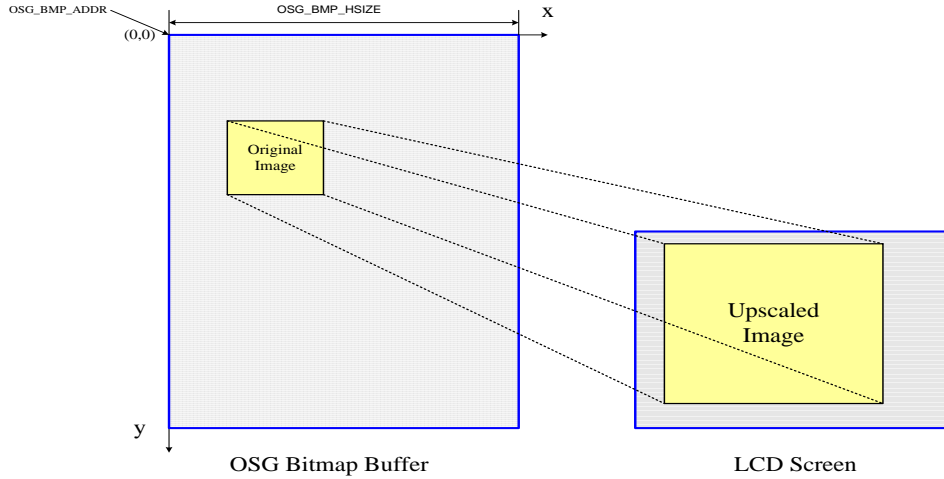 OSG_BMP_ADDR
OSG_BMP_HSIZE
x
(0,0)
Original
Image
Upscaled
Image
y
OSG Bitmap Buffer
LCD Screen